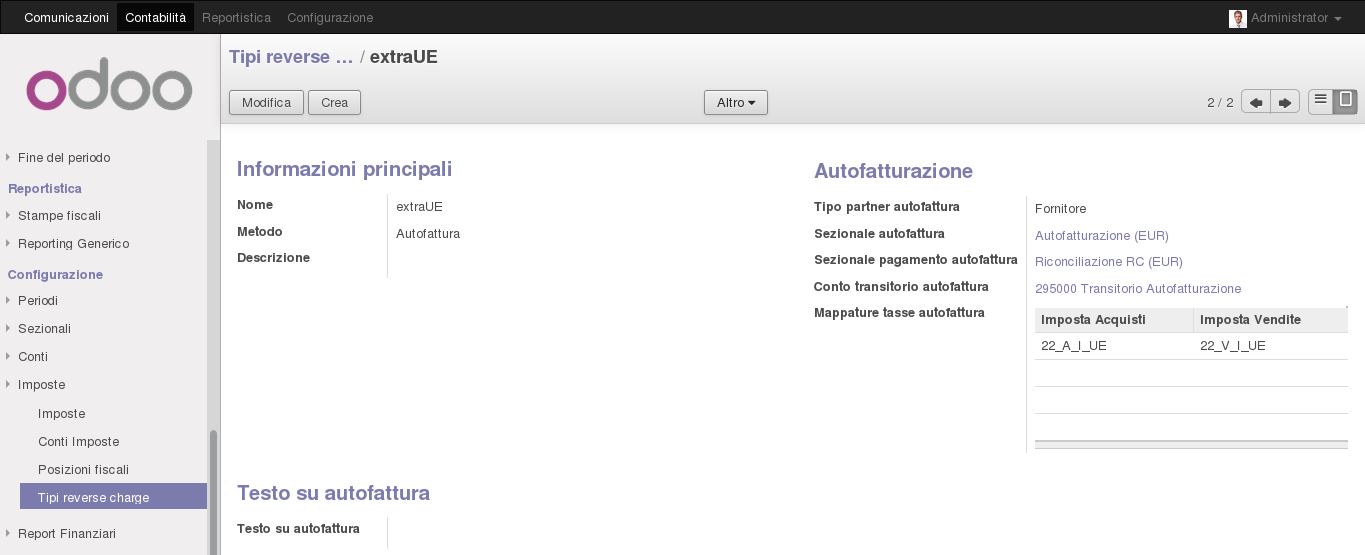 Comunicazioni Contabilità Reportistica Configurazione Administrator
odoo
Tipi reverse ... / extraUE
Modifica Crea Altro 2 / 2
Fine del periodo
Reportistica
Stampe fiscali
Reporting Generico
Configurazione
Periodi
Sezionali
Conti
Imposte
Imposte
Conti Imposte
Posizioni fiscali
Tipi reverse charge
Report Finanziari
Informazioni principali
Nome extraUE
Metodo Autofattura
Descrizione
Autofatturazione
Tipo partner autofattura Fornitore
Sezionale autofattura Autofatturazione (EUR)
Sezionale pagamento autofattura Riconciliazione RC (EUR)
Conto transitorio autofattura 295000 Transitorio Autofatturazione
Mappature tasse autofattura
Imposta Acquisti Imposta Vendite
22_A_I_UE 22_V_I_UE
Testo su autofattura
Testo su autofattura